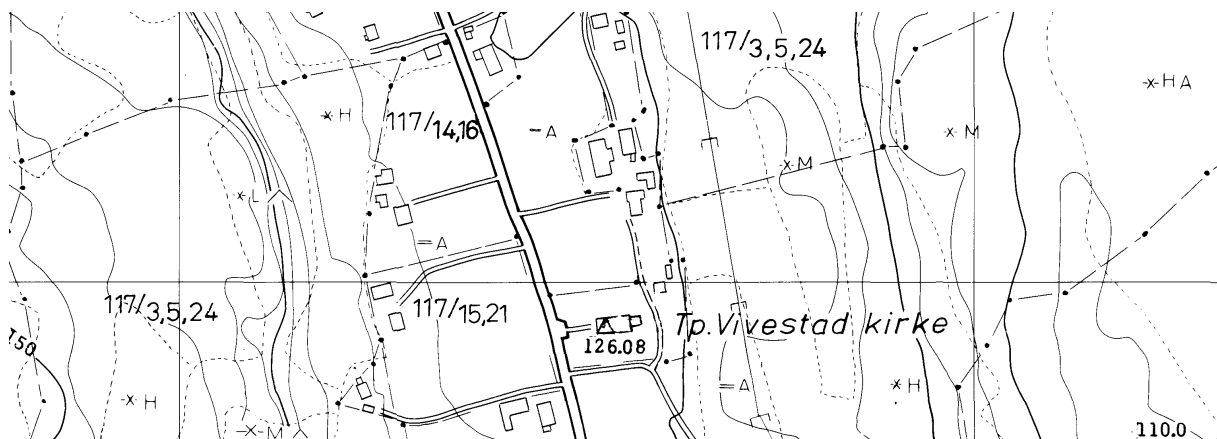 117/3,5,24
H A
H
117/14,16
A
M
M
L
A
117/3,5,24
117/15,21
Tp.Vivestad kirke
150
126.08
A
H
H
M
110.0